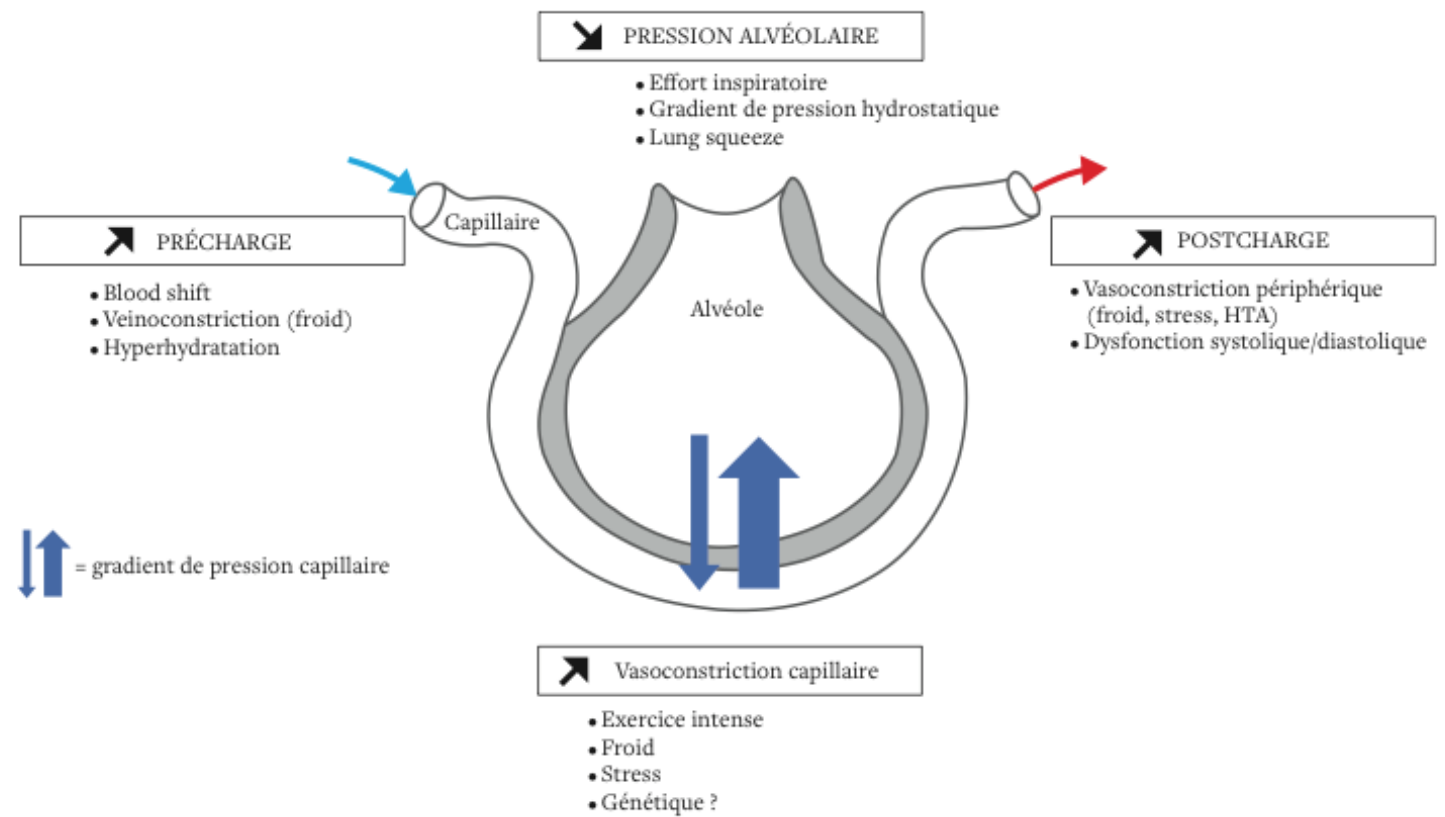 PRESSION ALVÉOLAIRE
• Effort inspiratoire
• Gradient de pression hydrostatique
• Lung squeeze
PRÉCHARGE
• Blood shift
• Veinoconstriction (froid)
• Hyperhydratation
Capillaire
Alvéole
POSTCHARGE
• Vasoconstriction périphérique
(froid, stress, HTA)
• Dysfonction systolique/diastolique
= gradient de pression capillaire
Vasoconstriction capillaire
• Exercice intense
• Froid
• Stress
• Génétique ?